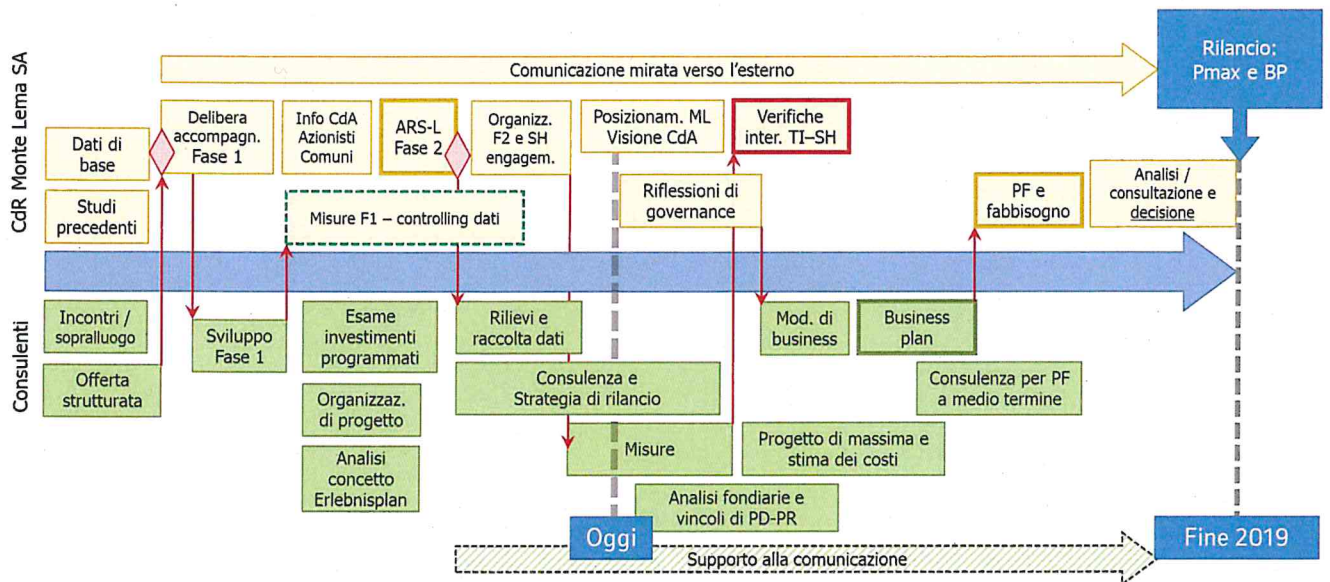 CdR Monte Lema SA
Comunicazione mirata verso l'esterno
Rilancio:
Pmax e BP
Dati di
base
Studi
precedenti
Delibera
accompagn.
Fase 1
Info CdA
Azionisti
Comuni
ARS-L
Fase 2
Organizz.
F2 e SH
engagem.
Posizionam. ML
Visione CdA
Verifiche
inter. TI–SH
Misure F1 – controlling dati
Riflessioni di
governance
PF e
fabbisogno
Analisi /
consultazione e
decisione
Consulenti
Incontri /
sopralluogo
Offerta
strutturata
Sviluppo
Fase 1
Esame
investimenti
programmati
Organizzaz.
di progetto
Analisi
concetto
Erlebnisplan
Rilievi e
raccolta dati
Consulenza e
Strategia di rilancio
Misure
Analisi fondiarie e
vincoli di PD-PR
Mod. di
business
Business
plan
Consulenza per PF
a medio termine
Progetto di massima e
stima dei costi
Oggi
Supporto alla comunicazione
Fine 2019